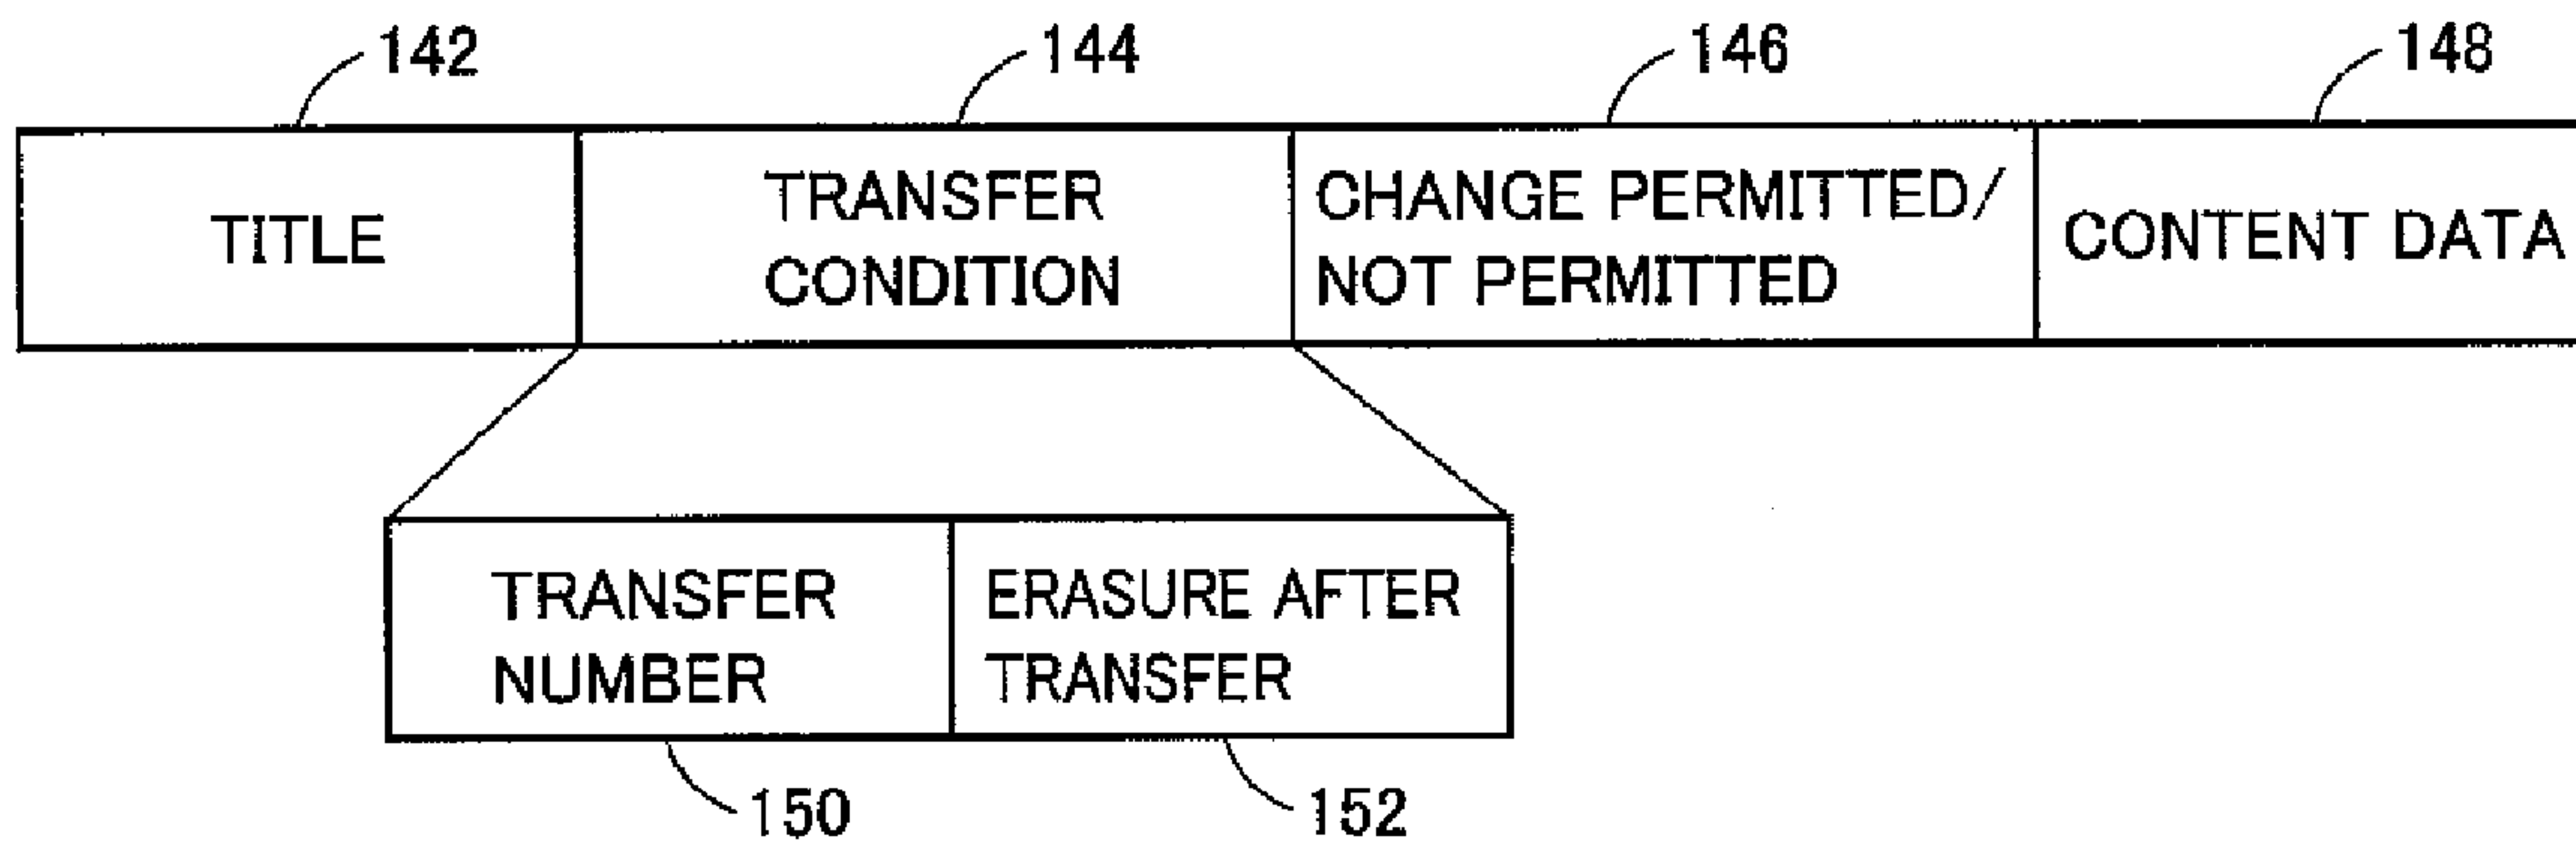 142
144
146
148
TITLE
TRANSFER
CONDITION
CHANGE PERMITTED/
NOT PERMITTED
CONTENT DATA
TRANSFER
NUMBER
ERASURE AFTER
TRANSFER
150
152